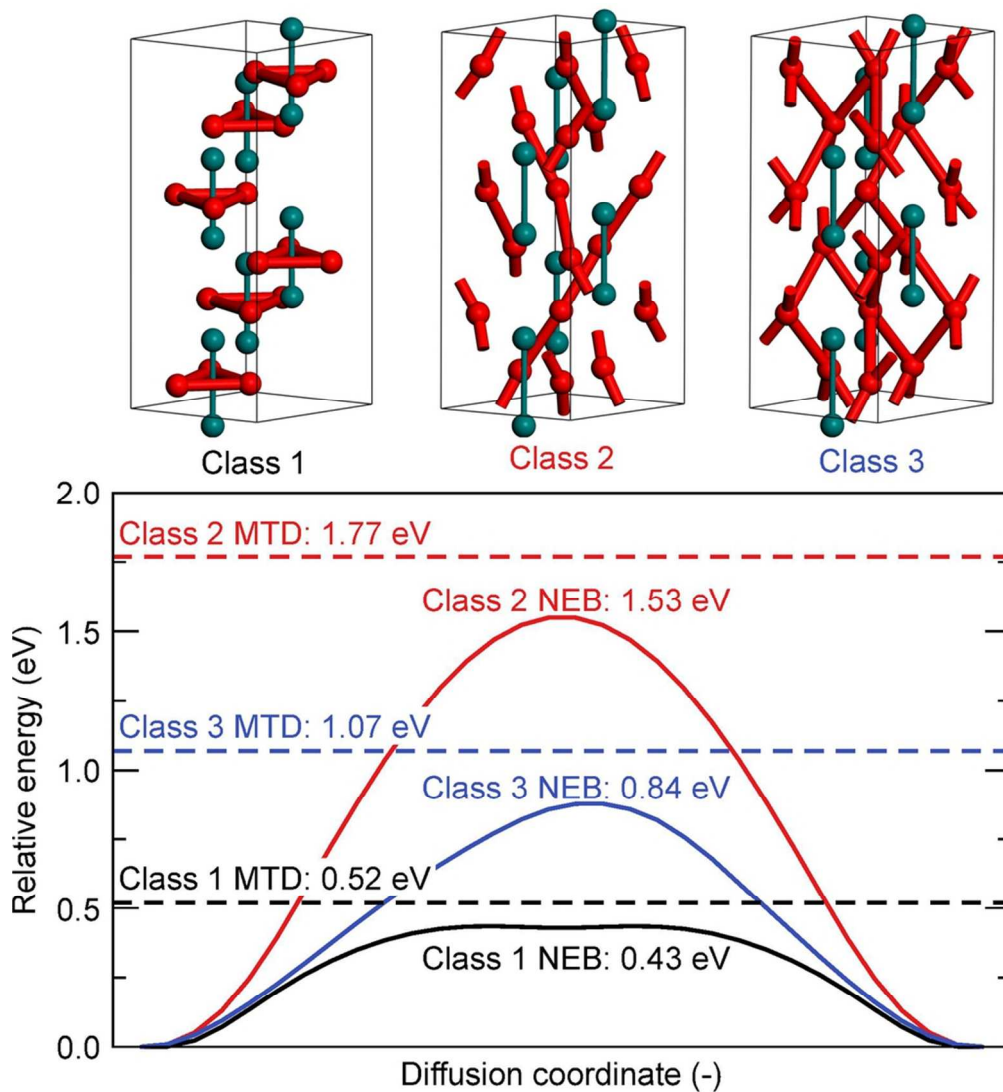 Class 1
Class 2
Class 3
2.0
Class 2 MTD: 1.77 eV
Class 2 NEB: 1.53 eV
1.5
Class 3 MTD: 1.07 eV
1.0
Class 3 NEB: 0.84 eV
Class 1 MTD: 0.52 eV
0.5
Class 1 NEB: 0.43 eV
0.0
Relative energy (eV)
Diffusion coordinate (-)